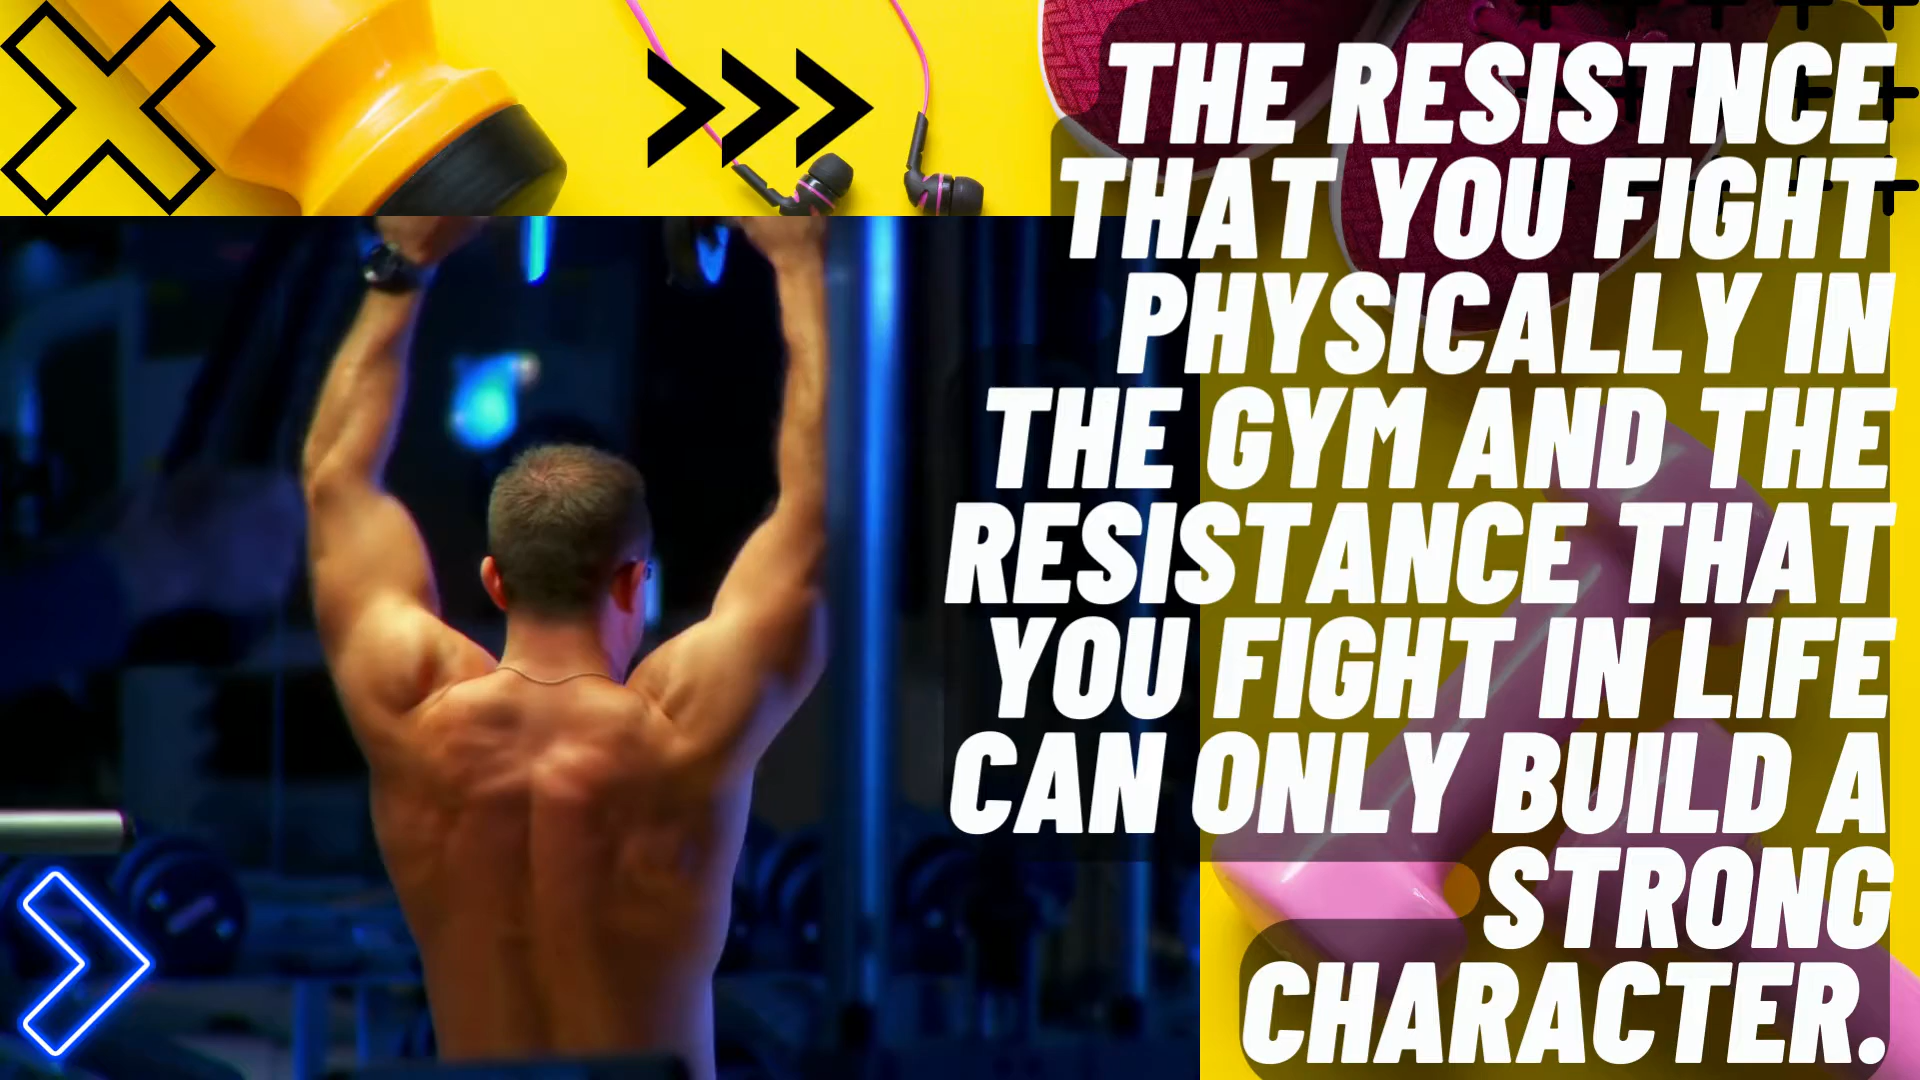 THE RESISTNCE
THAT YOU FIGHT
PHYSICALLY IN
THE GYM AND THE
RESISTANCE THAT
YOU FIGHT IN LIFE
CAN ONLY BUILD A
STRONG
CHARACTER.